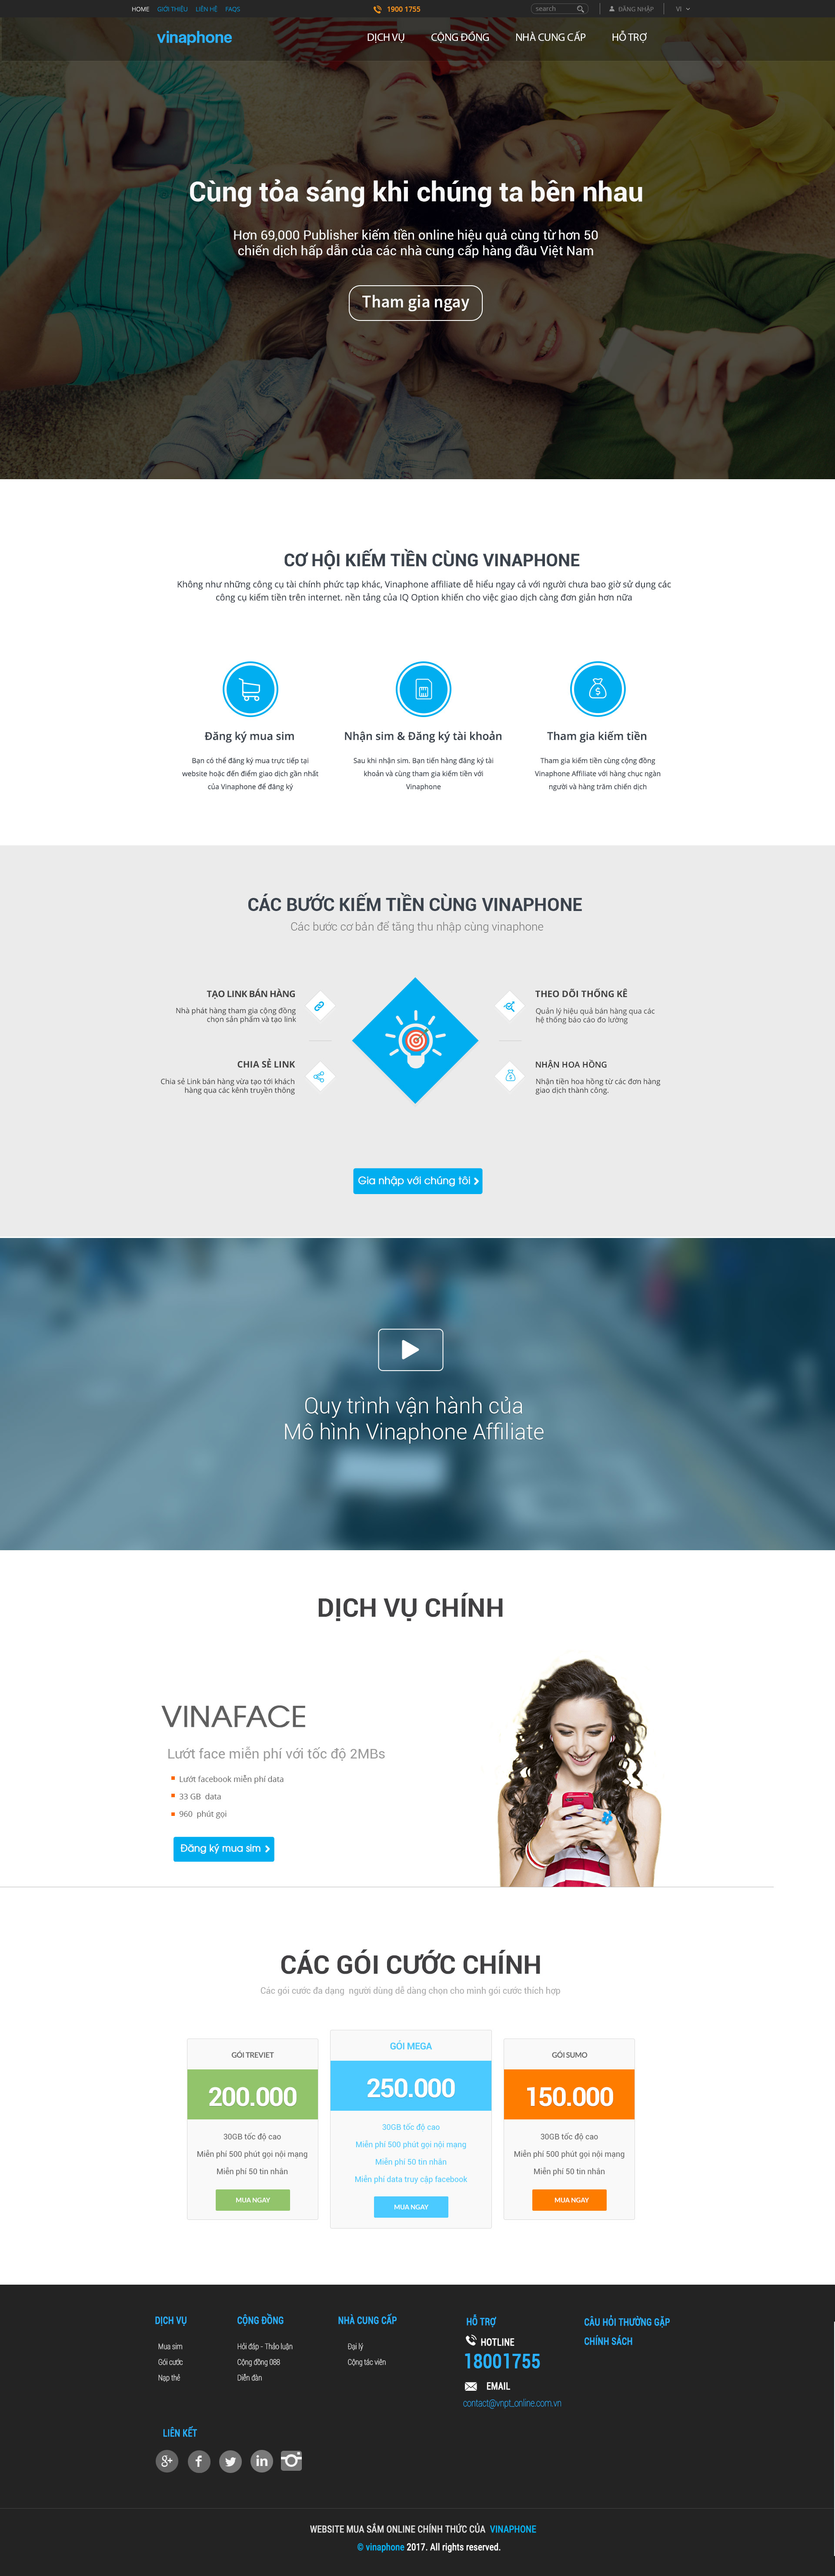 HOME GIỚI THIỆU LIÊN HỆ FAQS 1900 1755 search ĐĂNG NHẬP VI
vinaphone DỊCH VỤ CỘNG ĐỒNG NHÀ CUNG CẤP HỖ TRỢ
Cùng tỏa sáng khi chúng ta bên nhau
Hơn 69,000 Publisher kiếm tiền online hiệu quả cùng từ hơn 50
chiến dịch hấp dẫn của các nhà cung cấp hàng đầu Việt Nam
Tham gia ngay
CƠ HỘI KIẾM TIỀN CÙNG VINAPHONE
Không như những công cụ tài chính phức tạp khác, Vinaphone affiliate dễ hiểu ngay cả với người chưa bao giờ sử dụng các
công cụ kiếm tiền trên internet. nền tảng của IQ Option khiến cho việc giao dịch càng đơn giản hơn nữa
Đăng ký mua sim
Bạn có thể đăng ký mua trực tiếp tại
website hoặc đến điểm giao dịch gần nhất
của Vinaphone để đăng ký
Nhận sim & Đăng ký tài khoản
Sau khi nhận sim. Bạn tiến hàng đăng ký tài
khoản và cùng tham gia kiếm tiền với
Vinaphone
Tham gia kiếm tiền
Tham gia kiếm tiền cùng cộng đồng
Vinaphone Affiliate với hàng chục ngàn
người và hàng trăm chiến dịch
CÁC BƯỚC KIẾM TIỀN CÙNG VINAPHONE
Các bước cơ bản để tăng thu nhập cùng vinaphone
TẠO LINK BÁN HÀNG
Nhà phát hàng tham gia cộng đồng
chọn sản phẩm và tạo link
CHIA SẺ LINK
Chia sẻ Link bán hàng vừa tạo tới khách
hàng qua các kênh truyền thông
THEO DÕI THỐNG KÊ
Quản lý hiệu quả bán hàng qua các
hệ thống báo cáo đo lường
NHẬN HOA HỒNG
Nhận tiền hoa hồng từ các đơn hàng
giao dịch thành công.
Gia nhập với chúng tôi
Quy trình vận hành của
Mô hình Vinaphone Affiliate
DỊCH VỤ CHÍNH
VINAFACE
Lướt face miễn phí với tốc độ 2MBs
Lướt facebook miễn phí data
33 GB data
960 phút gọi
Đăng ký mua sim
CÁC GÓI CƯỚC CHÍNH
Các gói cước đa dạng người dùng dễ dàng chọn cho mình gói cước thích hợp
GÓI TREVIET
200.000
30GB tốc độ cao
Miễn phí 500 phút gọi nội mạng
Miễn phí 50 tin nhắn
MUA NGAY
GÓI MEGA
250.000
30GB tốc độ cao
Miễn phí 500 phút gọi nội mạng
Miễn phí 50 tin nhắn
Miễn phí data truy cập facebook
MUA NGAY
GÓI SUMO
150.000
30GB tốc độ cao
Miễn phí 500 phút gọi nội mạng
Miễn phí 50 tin nhắn
MUA NGAY
DỊCH VỤ
Mua sim
Gói cước
Nạp thẻ
CỘNG ĐỒNG
Hỏi đáp - Thảo luận
Cộng đồng 088
Diễn đàn
NHÀ CUNG CẤP
Đại lý
Cộng tác viên
HỖ TRỢ
HOTLINE
18001755
EMAIL
contact@vnpt_online.com.vn
CÂU HỎI THƯỜNG GẶP
CHÍNH SÁCH
LIÊN KẾT
WEBSITE MUA SẮM ONLINE CHÍNH THỨC CỦA VINAPHONE
© vinaphone 2017. All rights reserved.